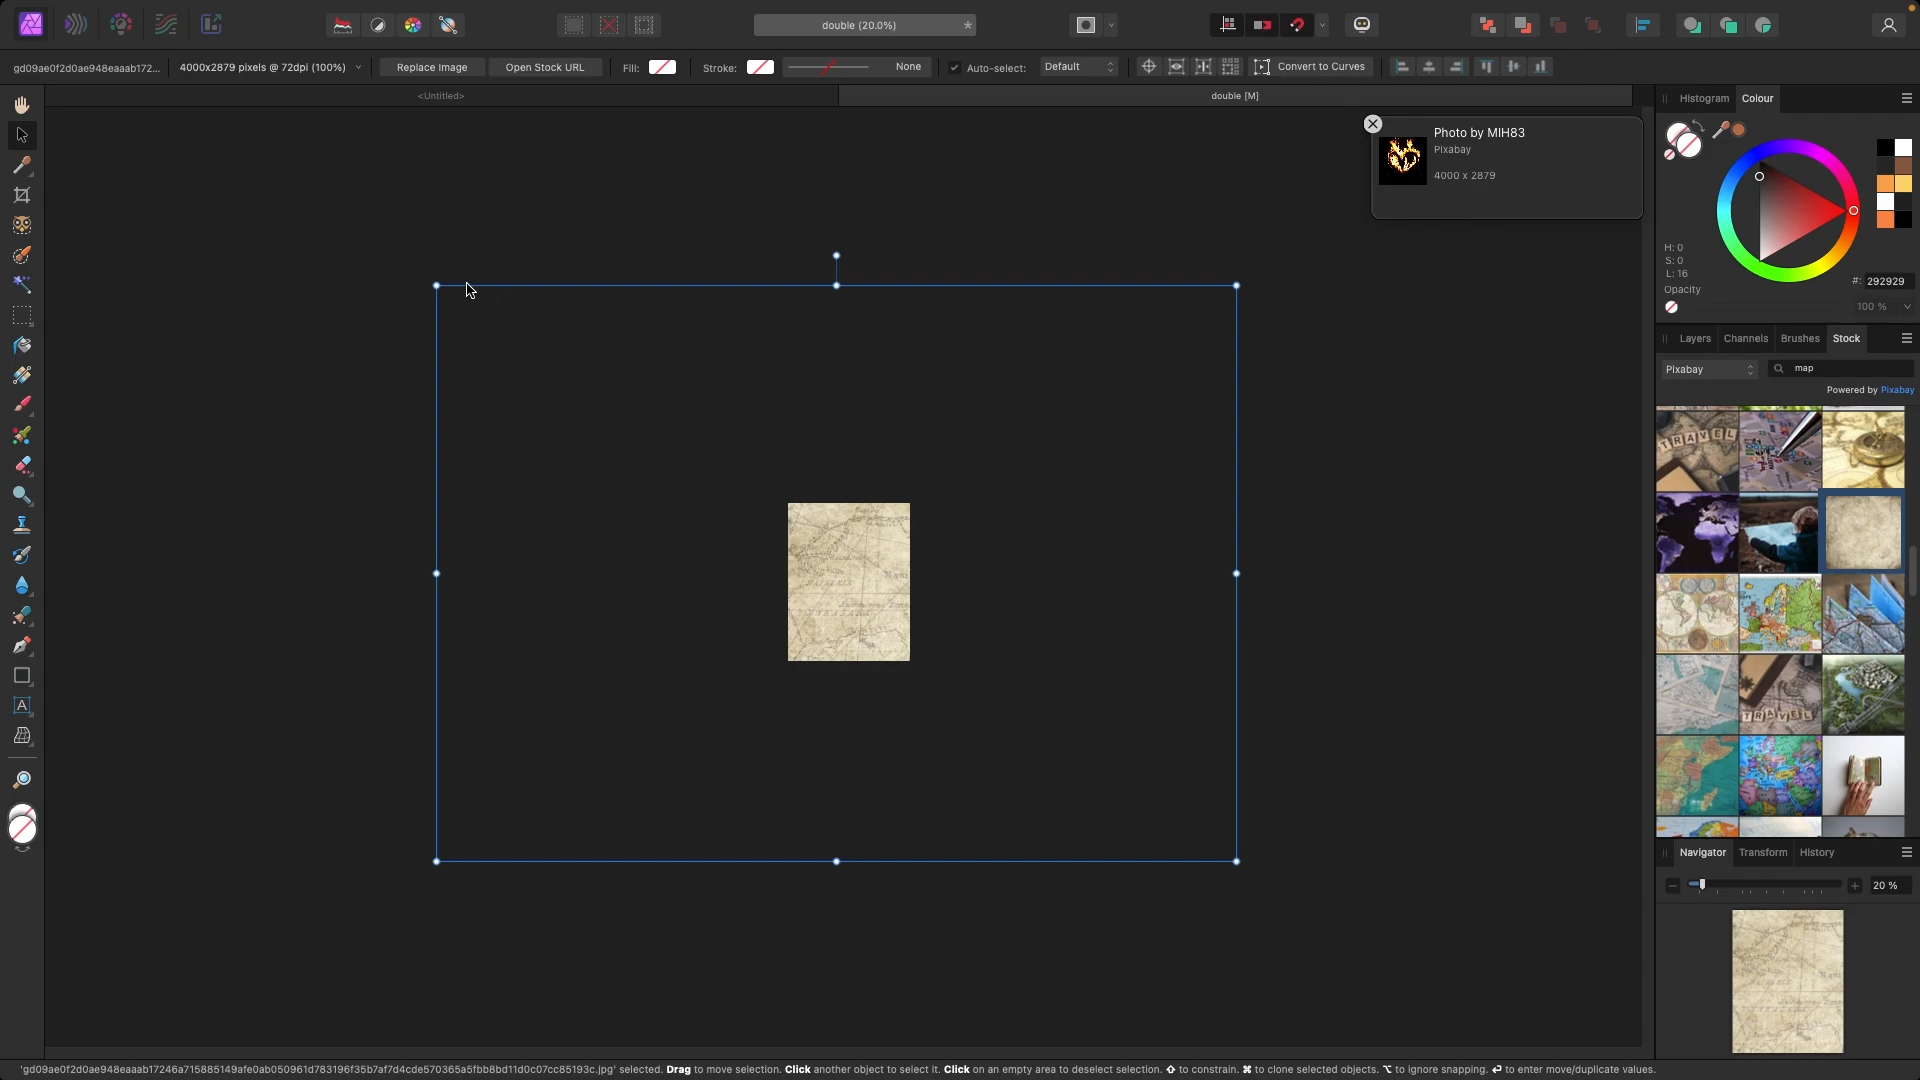 double (20.0%)
*
gd09ae0f2d0ae948eaaab172...
4000x2879 pixels @ 72dpi (100%)
Replace Image
Open Stock URL
Fill:
Stroke:
None
Auto-select:
Default
Convert to Curves
<Untitled>
double [M]
Histogram
Colour
Photo by MIH83
Pixabay
4000 x 2879
H: 0
S: 0
L: 16
#: 292929
Opacity
100 %
Layers
Channels
Brushes
Stock
Pixabay
map
Powered by Pixabay
TRAVEL
TRAVEL
A
Navigator
Transform
History
20 %
'gd09ae0f2d0ae948eaaab17246a715885149afe0ab050961d783196f35b7af7d4cde570365a5fbb8bd11d0c07cc85193c.jpg' selected. Drag to move selection. Click another object to select it. Click on an empty area to deselect selection. ⇧ to constrain. ⌘ to clone selected objects. ⌥ to ignore snapping. ↵ to enter move/duplicate values.